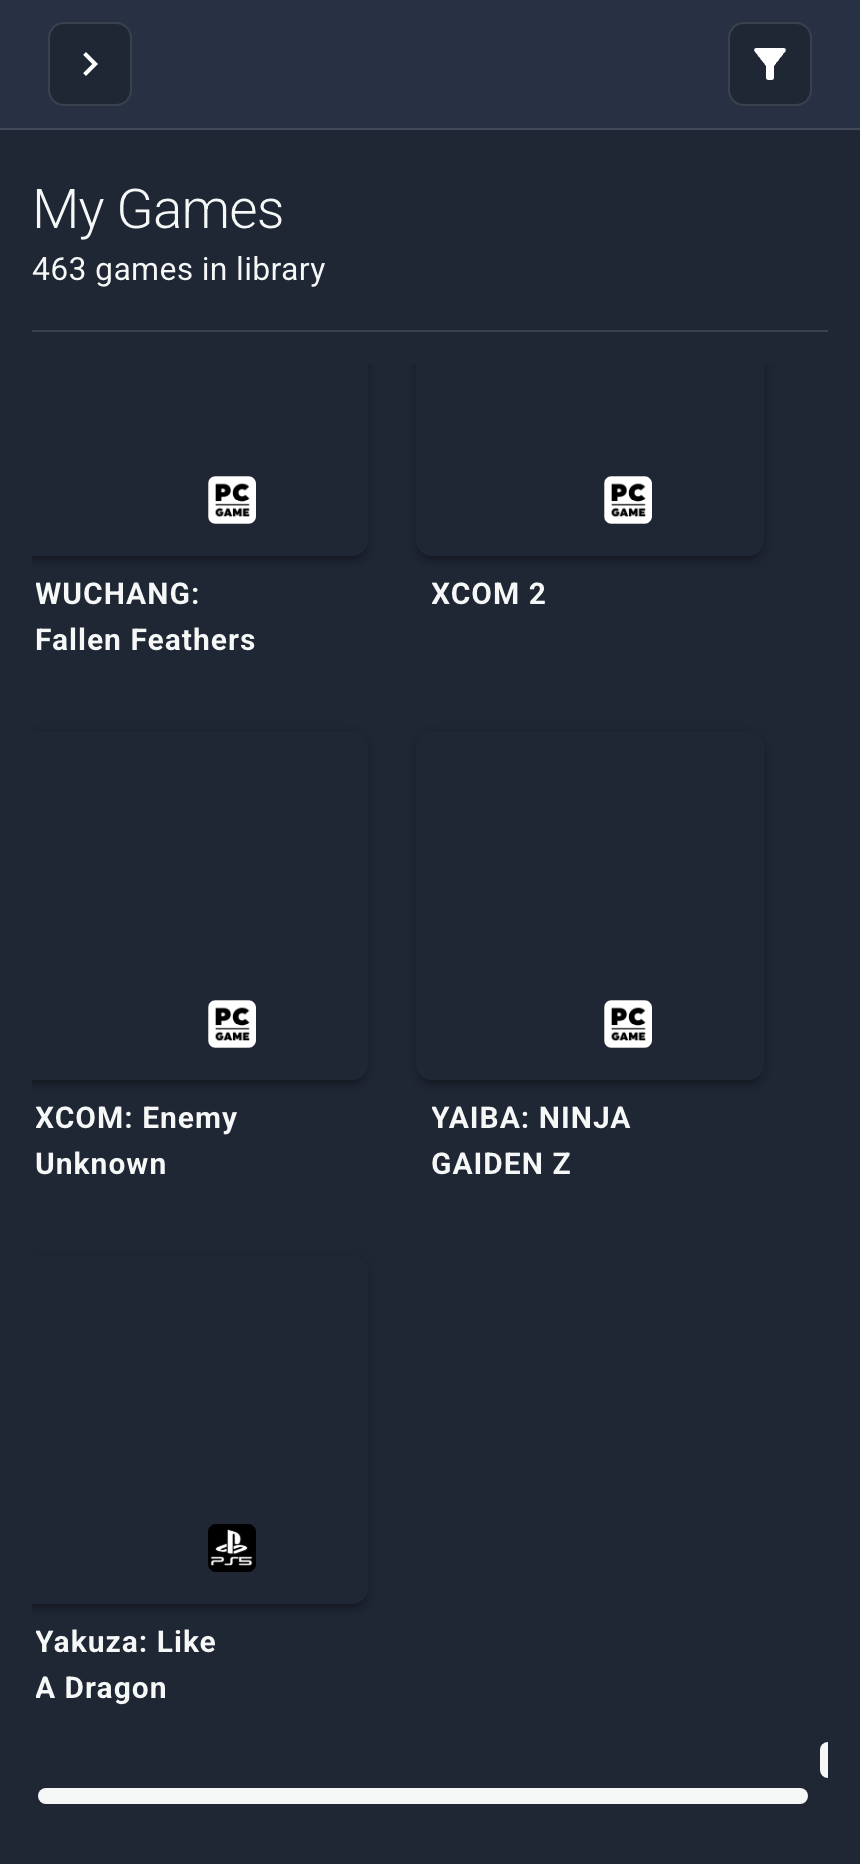 My Games
463 games in library
PC
GAME
PC
GAME
WUCHANG:
Fallen Feathers
XCOM 2
PC
GAME
PC
GAME
XCOM: Enemy
Unknown
YAIBA: NINJA
GAIDEN Z
PS5
Yakuza: Like
A Dragon